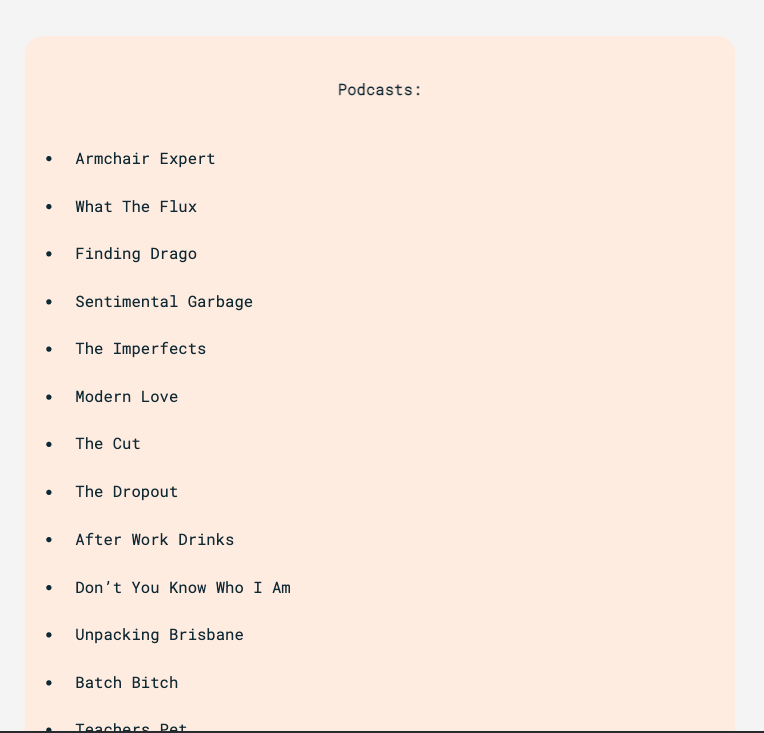 Podcasts:
• Armchair Expert
• What The Flux
• Finding Drago
• Sentimental Garbage
• The Imperfects
• Modern Love
• The Cut
• The Dropout
• After Work Drinks
• Don’t You Know Who I Am
• Unpacking Brisbane
• Batch Bitch
• Teachers Pet